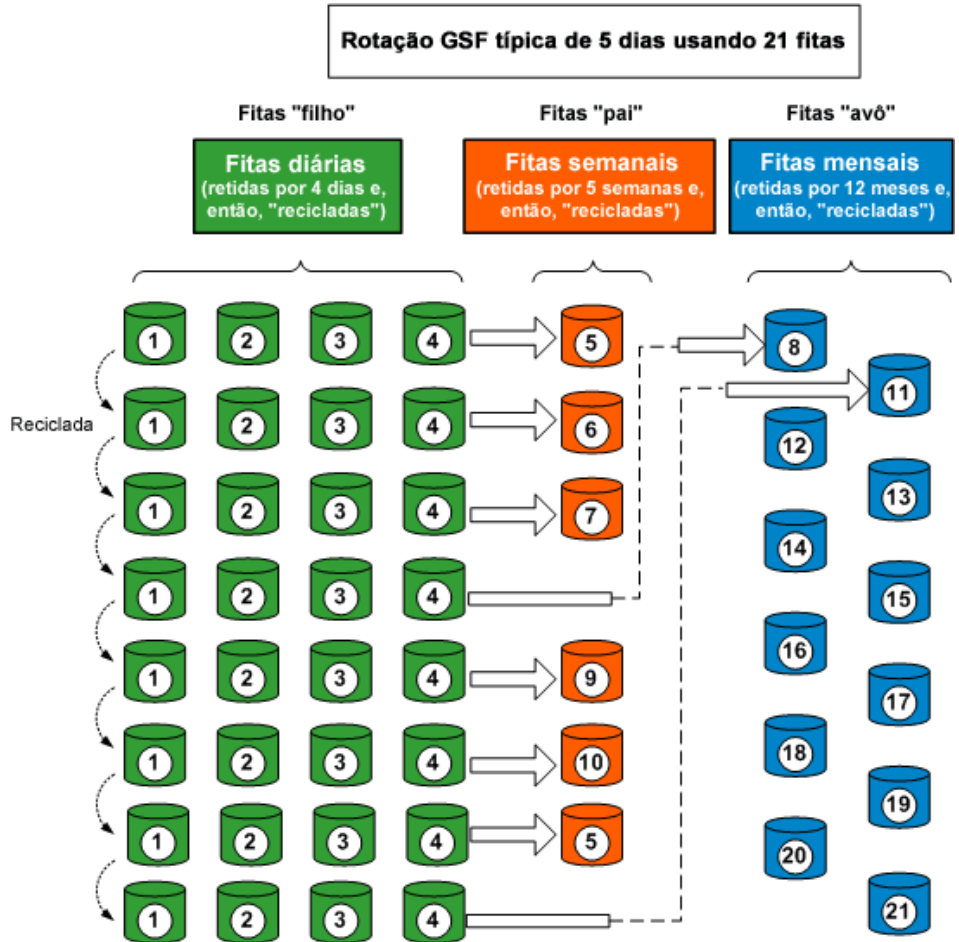 Rotação GSF típica de 5 dias usando 21 fitas
Fitas "filho"
Fitas "pai"
Fitas "avô"
Fitas diárias
(retidas por 4 dias e,
então, "recicladas")
Fitas semanais
(retidas por 5 semanas e,
então, "recicladas")
Fitas mensais
(retidas por 12 meses e,
então, "recicladas")
1 2 3 4 5 8
11
Reciclada
1 2 3 4 6 12
13
1 2 3 4 7 14
15
1 2 3 4
16
1 2 3 4 9 17
1 2 3 4 10 18
19
1 2 3 4 5 20
1 2 3 4 21